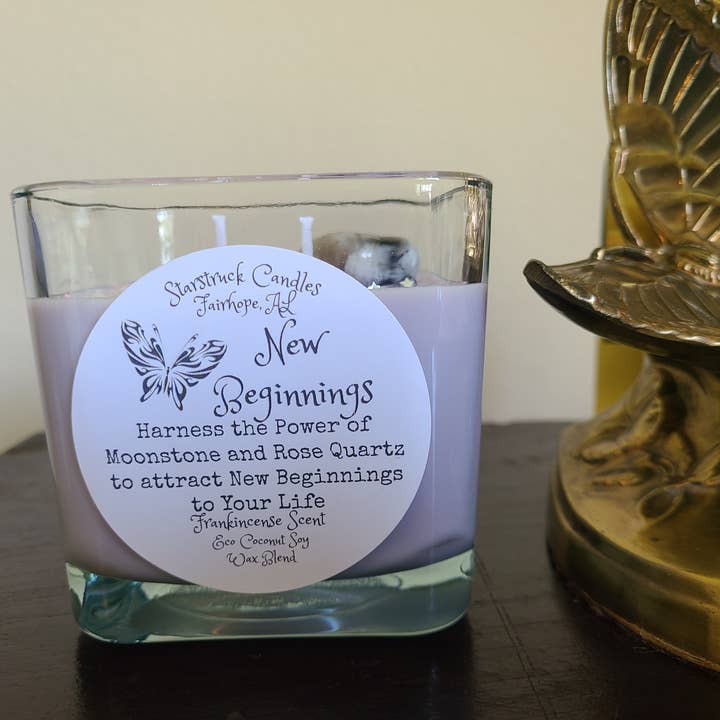 Starstruck Candles
Fairhope, AL
New
Beginnings
Harness the Power of
Moonstone and Rose Quartz
to attract New Beginnings
to Your Life
Frankincense Scent
Eco Coconut Soy
Wax Blend